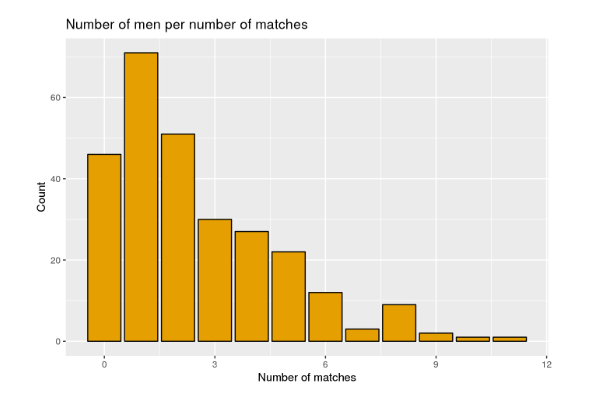 Number of men per number of matches
60
40
20
0
Count
0 3 6 9 12
Number of matches